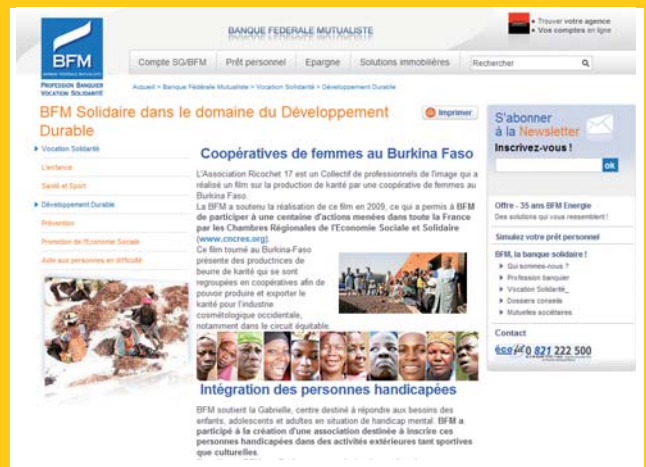 BANQUE FEDERALE MUTUALISTE
Trouver votre agence
Vos comptes en ligne
BFM
BANQUE FEDERALE MUTUALISTE
PROFESSION BANQUIER
VOCATION SOLIDARITÉ
Compte SG/BFM
Prêt personnel
Epargne
Solutions immobilières
Rechercher
Accueil > Banque Fédérale Mutualiste > Vocation Solidarité > Développement Durable
BFM Solidaire dans le domaine du Développement
Durable
Imprimer
Vocation Solidarité
L'enfance
Santé et Sport
Développement Durable
Prévention
Promotion de l'Economie Sociale
Aide aux personnes en difficulté
Coopératives de femmes au Burkina Faso
L'Association Ricochet 17 est un Collectif de professionnels de l'image qui a
réalisé un film sur la production de karité par une coopérative de femmes au
Burkina Faso.
La BFM a soutenu la réalisation de ce film en 2009, ce qui a permis à BFM
de participer à une centaine d'actions menées dans toute la France
par les Chambres Régionales de l'Economie Sociale et Solidaire
(www.cncres.org).
Ce film tourné au Burkina-Faso
présente des productrices de
beurre de karité qui se sont
regroupées en coopératives afin de
pouvoir produire et exporter le
karité pour l'industrie
cosmétologique occidentale,
notamment dans le circuit équitable.
Intégration des personnes handicapées
BFM soutient la Gabrielle, centre destiné à répondre aux besoins des
enfants, adolescents et adultes en situation de handicap mental. BFM a
participé à la création d'une association destinée à inscrire ces
personnes handicapées dans des activités extérieures tant sportives
que culturelles.
S'abonner
à la Newsletter
Inscrivez-vous !
ok
Offre - 35 ans BFM Energie
Des solutions qui vous ressemblent !
Simulez votre prêt personnel
BFM, la banque solidaire !
Qui sommes-nous ?
Profession banquier
Vocation Solidarité_
Dossiers conseils
Mutuelles sociétaires
Contact
0 821 222 500